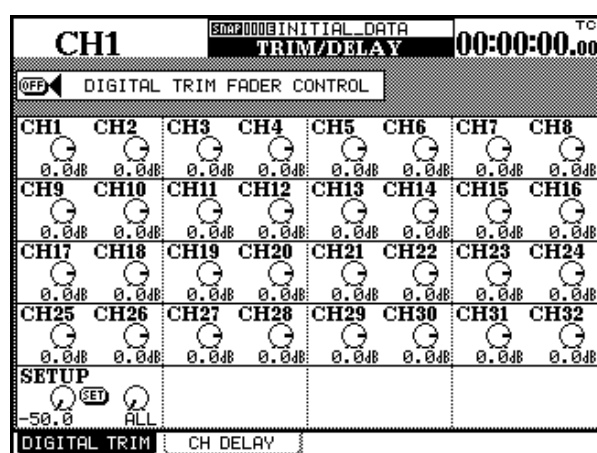 CH1 SNAP 000 INITIAL_DATA TC
TRIM/DELAY 00:00:00.00
OFF DIGITAL TRIM FADER CONTROL
CH1 CH2 CH3 CH4 CH5 CH6 CH7 CH8
0.0dB 0.0dB 0.0dB 0.0dB 0.0dB 0.0dB 0.0dB 0.0dB
CH9 CH10 CH11 CH12 CH13 CH14 CH15 CH16
0.0dB 0.0dB 0.0dB 0.0dB 0.0dB 0.0dB 0.0dB 0.0dB
CH17 CH18 CH19 CH20 CH21 CH22 CH23 CH24
0.0dB 0.0dB 0.0dB 0.0dB 0.0dB 0.0dB 0.0dB 0.0dB
CH25 CH26 CH27 CH28 CH29 CH30 CH31 CH32
0.0dB 0.0dB 0.0dB 0.0dB 0.0dB 0.0dB 0.0dB 0.0dB
SETUP
SET
-50.0 ALL
DIGITAL TRIM CH DELAY